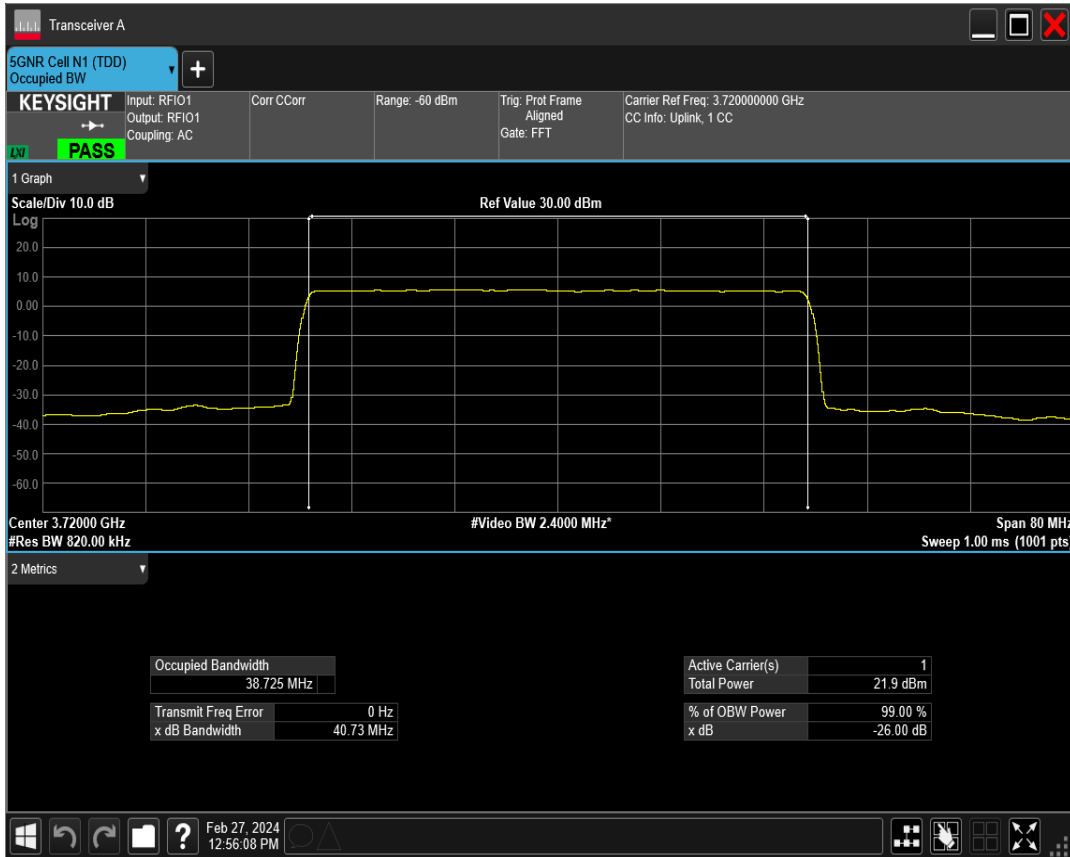 Transceiver A
5GNR Cell N1 (TDD)
Occupied BW
+
KEYSIGHT
LXI
PASS
Input: RFIO1
Output: RFIO1
Coupling: AC
Corr CCorr
Range: -60 dBm
Trig: Prot Frame
Aligned
Gate: FFT
Carrier Ref Freq: 3.720000000 GHz
CC Info: Uplink, 1 CC
1 Graph
Scale/Div 10.0 dB
Ref Value 30.00 dBm
Log
20.0
10.0
0.00
-10.0
-20.0
-30.0
-40.0
-50.0
-60.0
Center 3.72000 GHz
#Video BW 2.4000 MHz*
Span 80 MHz
#Res BW 820.00 kHz
Sweep 1.00 ms (1001 pts)
2 Metrics
Occupied Bandwidth
38.725 MHz
Transmit Freq Error 0 Hz
x dB Bandwidth 40.73 MHz
Active Carrier(s) 1
Total Power 21.9 dBm
% of OBW Power 99.00 %
x dB -26.00 dB
?
Feb 27, 2024
12:56:08 PM